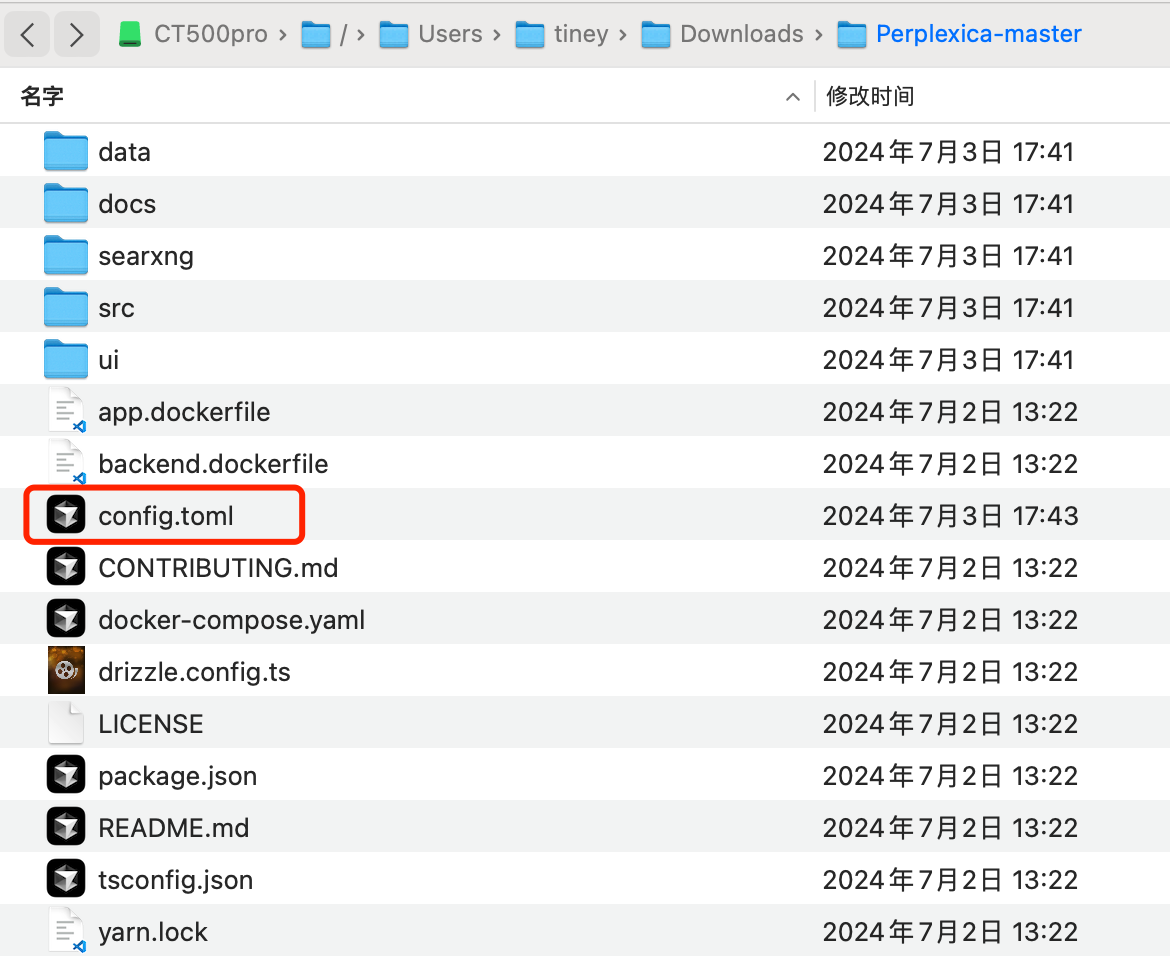 CT500pro › / › Users › tiney › Downloads › Perplexica-master
名字 修改时间
data 2024年7月3日 17:41
docs 2024年7月3日 17:41
searxng 2024年7月3日 17:41
src 2024年7月3日 17:41
ui 2024年7月3日 17:41
app.dockerfile 2024年7月2日 13:22
backend.dockerfile 2024年7月2日 13:22
config.toml 2024年7月3日 17:43
CONTRIBUTING.md 2024年7月2日 13:22
docker-compose.yaml 2024年7月2日 13:22
drizzle.config.ts 2024年7月2日 13:22
LICENSE 2024年7月2日 13:22
package.json 2024年7月2日 13:22
README.md 2024年7月2日 13:22
tsconfig.json 2024年7月2日 13:22
yarn.lock 2024年7月2日 13:22